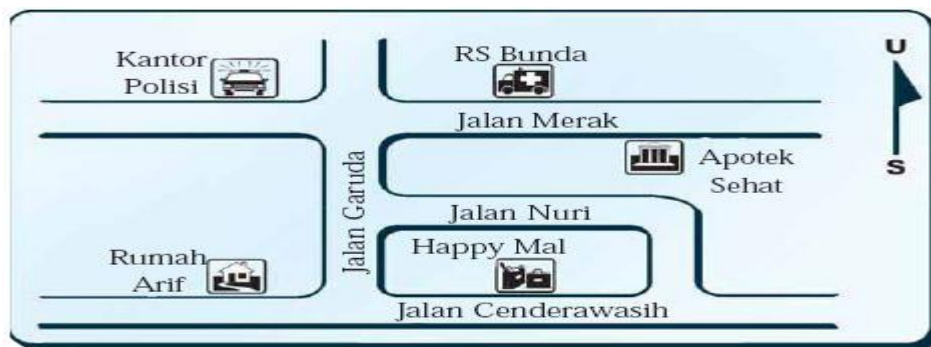 Kantor
Polisi
RS Bunda
U
Jalan Merak
Apotek
Sehat
S
Jalan Garuda
Jalan Nuri
Rumah
Arif
Happy Mal
Jalan Cenderawasih